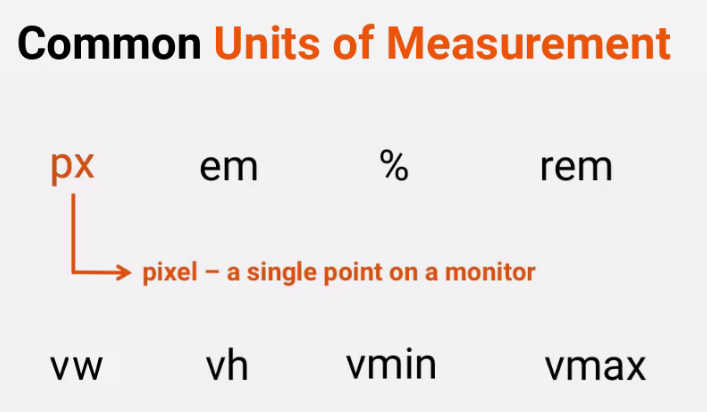 Common Units of Measurement
px em % rem
pixel – a single point on a monitor
vw vh vmin vmax